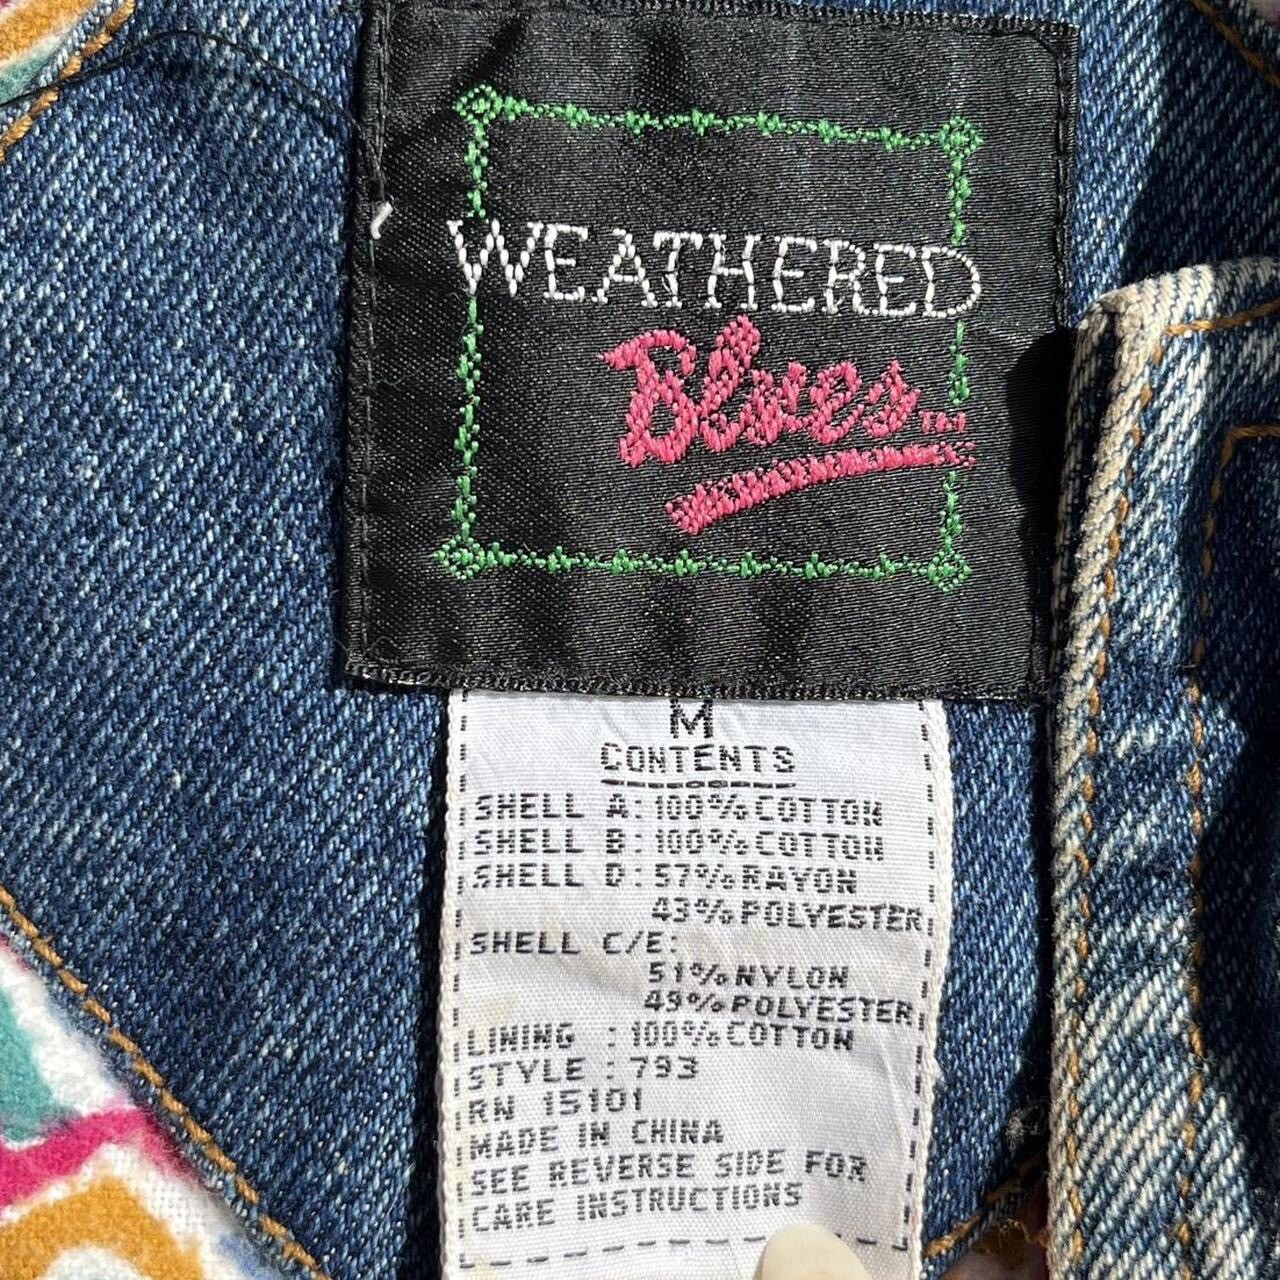 WEATHERED
Blues™
M
CONTENTS
SHELL A: 100% COTTON
SHELL B: 100% COTTON
SHELL D: 57% RAYON
43% POLYESTER
SHELL C/E:
51% NYLON
49% POLYESTER
LINING : 100% COTTON
STYLE : 793
RN 15101
MADE IN CHINA
SEE REVERSE SIDE FOR
CARE INSTRUCTIONS